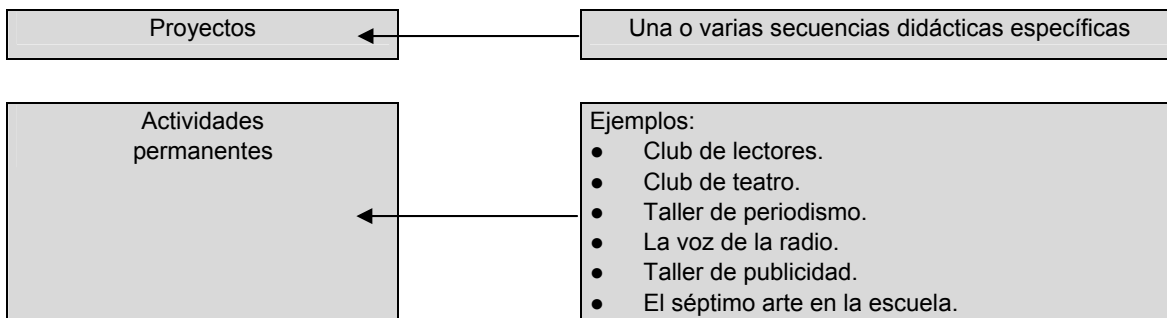 Proyectos
Una o varias secuencias didácticas específicas
Actividades
permanentes
Ejemplos:
● Club de lectores.
● Club de teatro.
● Taller de periodismo.
● La voz de la radio.
● Taller de publicidad.
● El séptimo arte en la escuela.